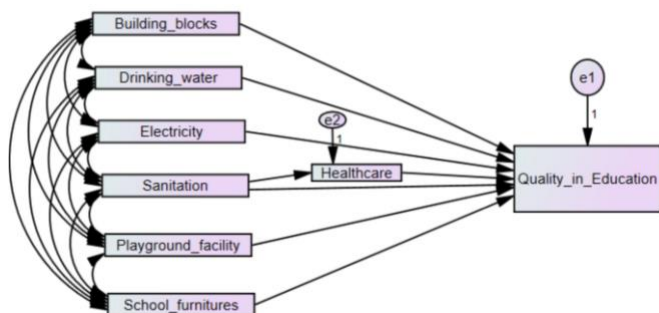 Building_blocks
e1
Drinking_water
1
e2
Electricity
1
Healthcare
Quality_in_Education
Sanitation
Playground_facility
School_furnitures